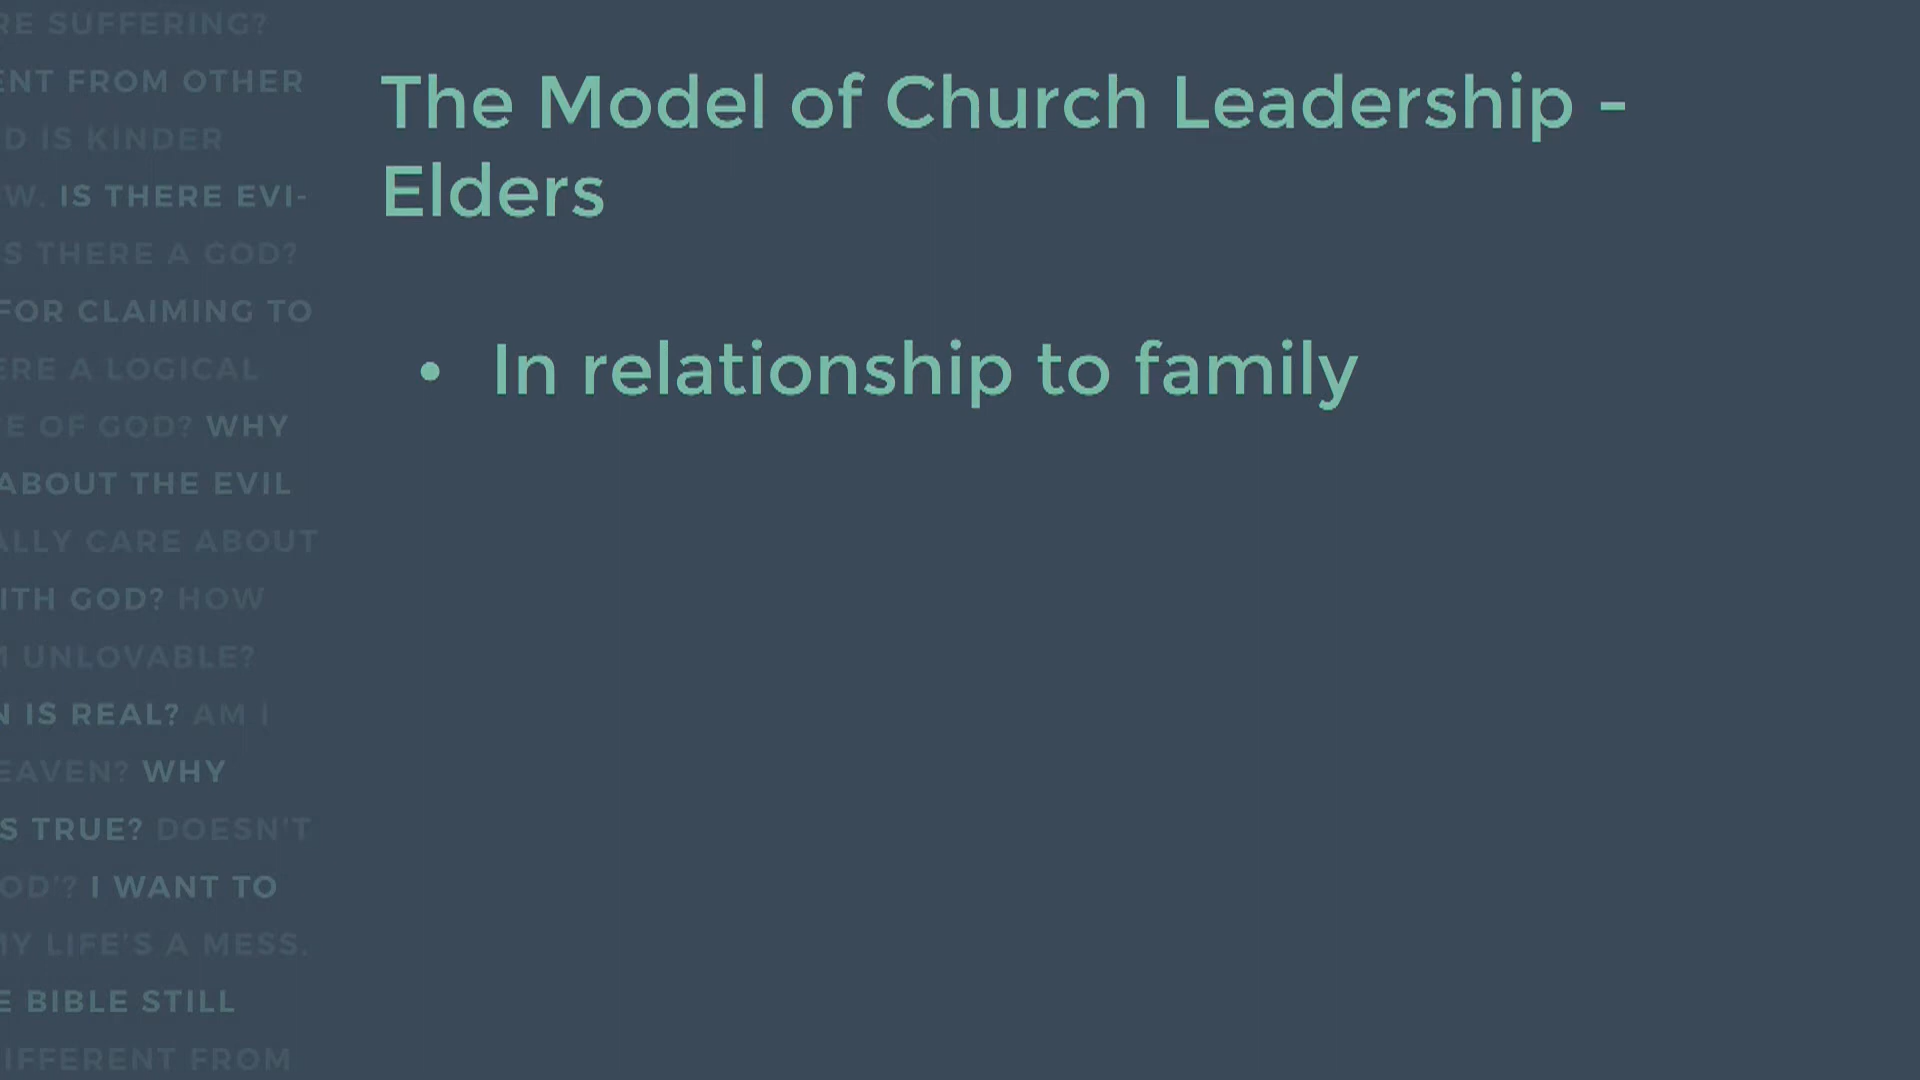 RE SUFFERING?
ENT FROM OTHER
D IS KINDER
W. IS THERE EVI-
S THERE A GOD?
FOR CLAIMING TO
ERE A LOGICAL
E OF GOD? WHY
ABOUT THE EVIL
ALLY CARE ABOUT
ITH GOD? HOW
M UNLOVABLE?
N IS REAL? AM I
EAVEN? WHY
S TRUE? DOESN'T
OD'? I WANT TO
MY LIFE'S A MESS.
E BIBLE STILL
IFFERENT FROM
The Model of Church Leadership -
Elders
• In relationship to family